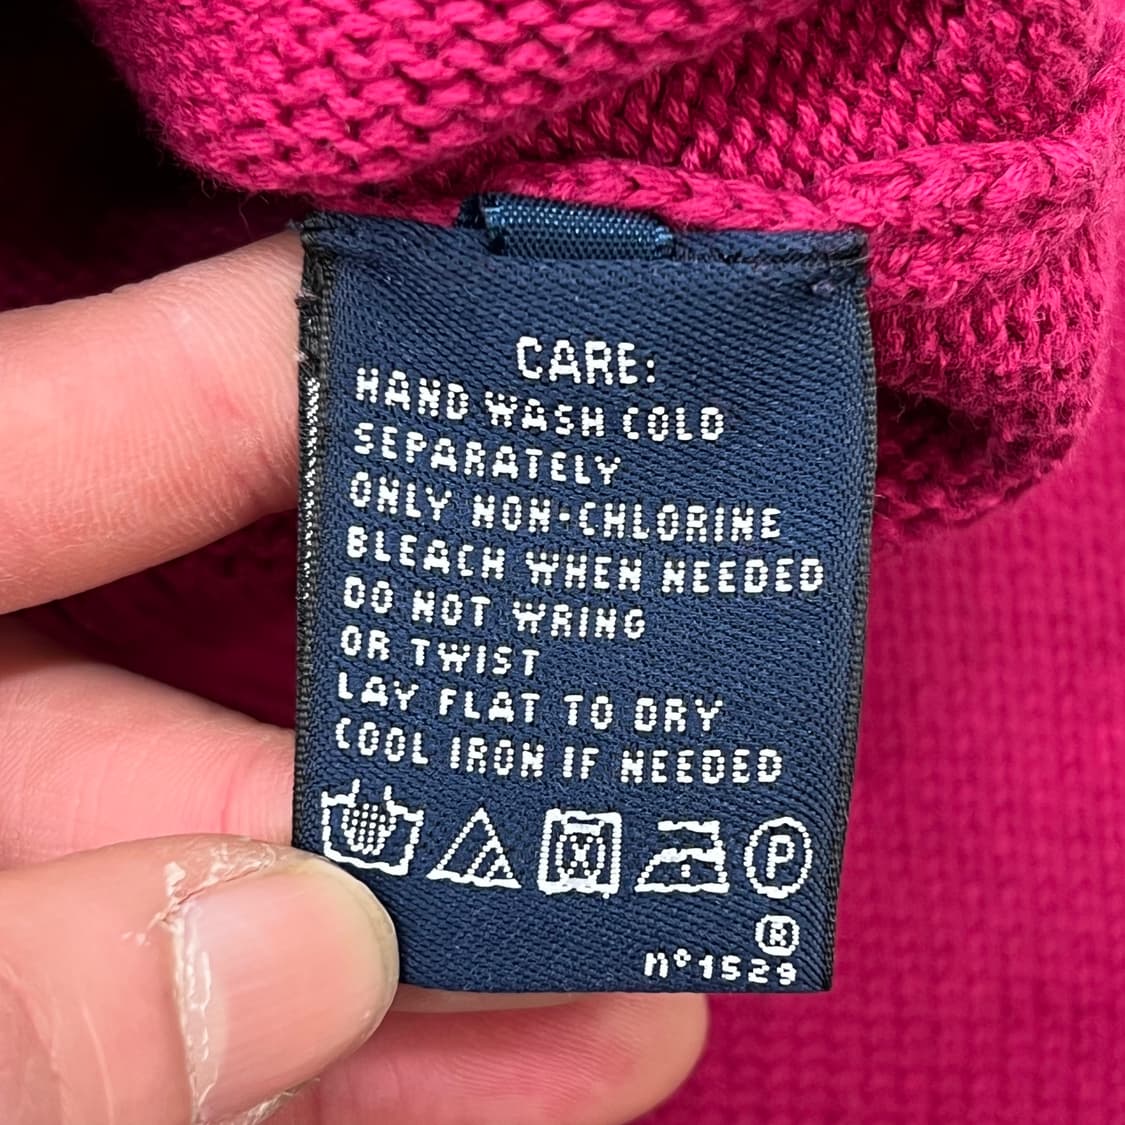 CARE:
HAND WASH COLD
SEPARATELY
ONLY NON-CHLORINE
BLEACH WHEN NEEDED
DO NOT WRING
OR TWIST
LAY FLAT TO DRY
COOL IRON IF NEEDED
P
®
nº1529